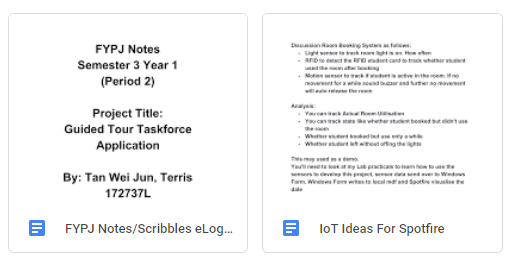 FYPJ Notes
Semester 3 Year 1
(Period 2)
Project Title:
Guided Tour Taskforce
Application
By: Tan Wei Jun, Terris
172737L
FYPJ Notes/Scribbles eLog...
Discussion Room Booking System as follows:
• Light sensor to track room light is on. How often
• RFID to detect the RFID student card to track whether student
used the room after booking
• Motion sensor to track if student is active in the room. If no
movement for a while sound buzzer and further no movement
will auto release the room
Analysis:
• You can track Actual Room Utilisation
• You can track stats like whether student booked but didn't use
the room
• Whether student booked but use only a while
• Whether student left without offing the lights
This may used as a demo.
You'll need to look at my Lab practicals to learn how to use the
sensors to develop this project, sensor data send over to Windows
Form. Windows Form writes to local mdf and Spotfire visualise the
date
IoT Ideas For Spotfire